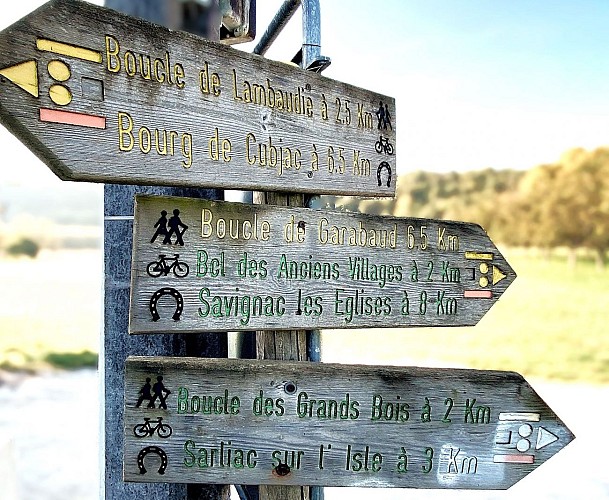 Boucle de Lambaudie à 2.5 Km
Bourg de Cubjac à 6.5 Km
Boucle de Garabaud 6,5 Km
Bcl des Anciens Villages à 2 Km
Savignac les Eglises à 8 Km
Boucle des Grands Bois à 2 Km
Sarliac sur l' Isle à 3 Km